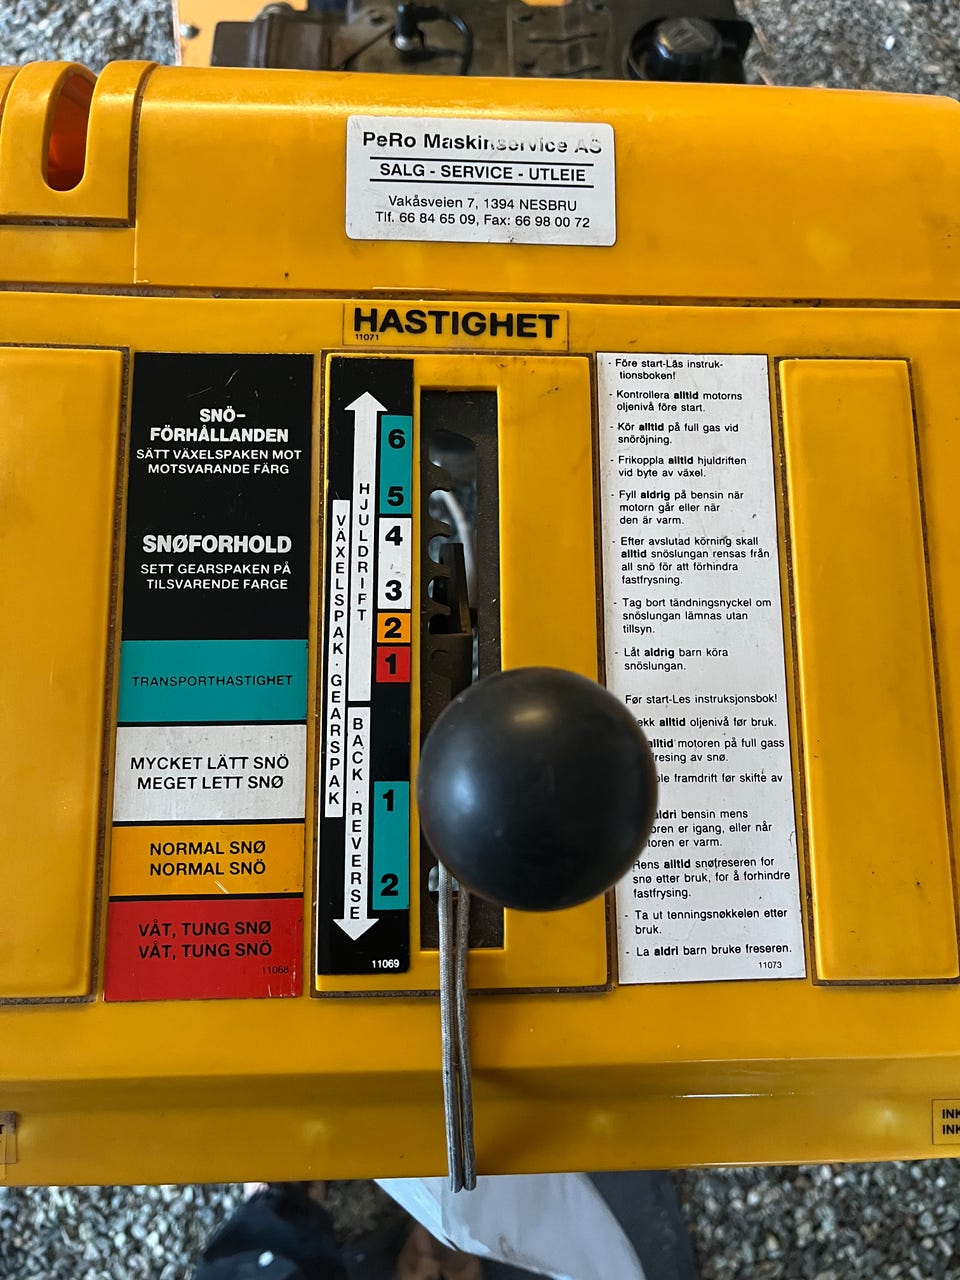 PeRo Maskinservice AS
SALG - SERVICE - UTLEIE
Vakåsveien 7, 1394 NESBRU
Tlf. 66 84 65 09, Fax: 66 98 00 72
HASTIGHET
11071
SNÖ-
FÖRHÅLLANDEN
SÄTT VÄXELSPAKEN MOT
MOTSVARANDE FÄRG
SNØFORHOLD
SETT GEARSPAKEN PÅ
TILSVARENDE FARGE
TRANSPORTHASTIGHET
MYCKET LÄTT SNÖ
MEGET LETT SNØ
NORMAL SNØ
NORMAL SNÖ
VÅT, TUNG SNØ
VÅT, TUNG SNÖ
11068
VÄXELSPAK · GEARSPAK
HJULDRIFT
BACK · REVERSE
6
5
4
3
2
1
1
2
11069
- Före start-Läs instruk-
tionsboken!
- Kontrollera alltid motorns
oljenivå före start.
- Kör alltid på full gas vid
snöröjning.
- Frikoppla alltid hjuldriften
vid byte av växel.
- Fyll aldrig på bensin när
motorn går eller när
den är varm.
- Efter avslutad körning skall
alltid snöslungan rensas från
all snö för att förhindra
fastfrysning.
- Tag bort tändningsnyckel om
snöslungan lämnas utan
tillsyn.
- Låt aldrig barn köra
snöslungan.
Før start-Les instruksjonsbok!
alltid oljenivå før bruk.
alltid motoren på full gass
av snø.
framdrift før skifte av
bensin mens
er igang, eller når
er varm.
Rens alltid snøfreseren for
snø etter bruk, for å forhindre
fastfrysing.
- Ta ut tenningsnøkkelen etter
bruk.
- La aldri barn bruke freseren.
11073
INK
INK